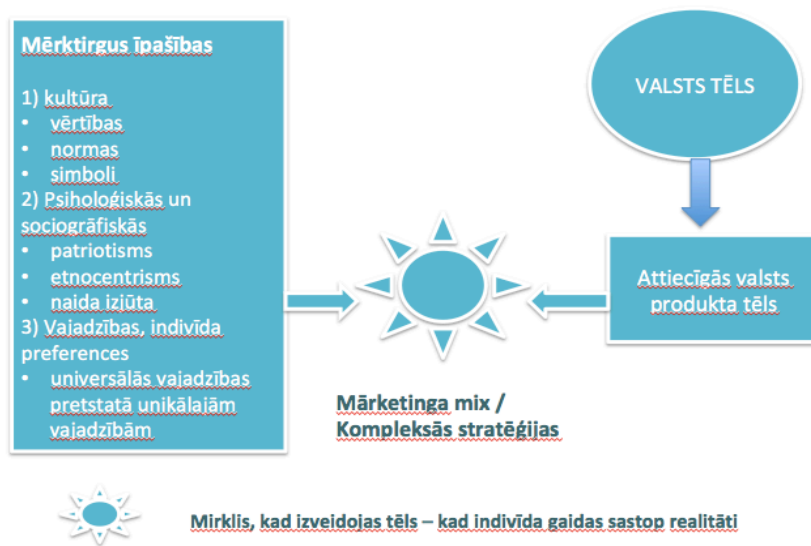 Mērktirgus īpašības
1) kultūra
• vērtības
• normas
• simboli
2) Psiholoģiskās un
sociogrāfiskās
• patriotisms
• etnocentrisms
• naida izjūta
3) Vajadzības, indivīda
preferences
• universālās vajadzības
pretstatā unikālajām
vajadzībām
VALSTS TĒLS
Attiecīgās valsts
produkta tēls
Mārketinga mix /
Kompleksās stratēģijas
Mirklis, kad izveidojas tēls – kad indivīda gaidas sastop realitāti